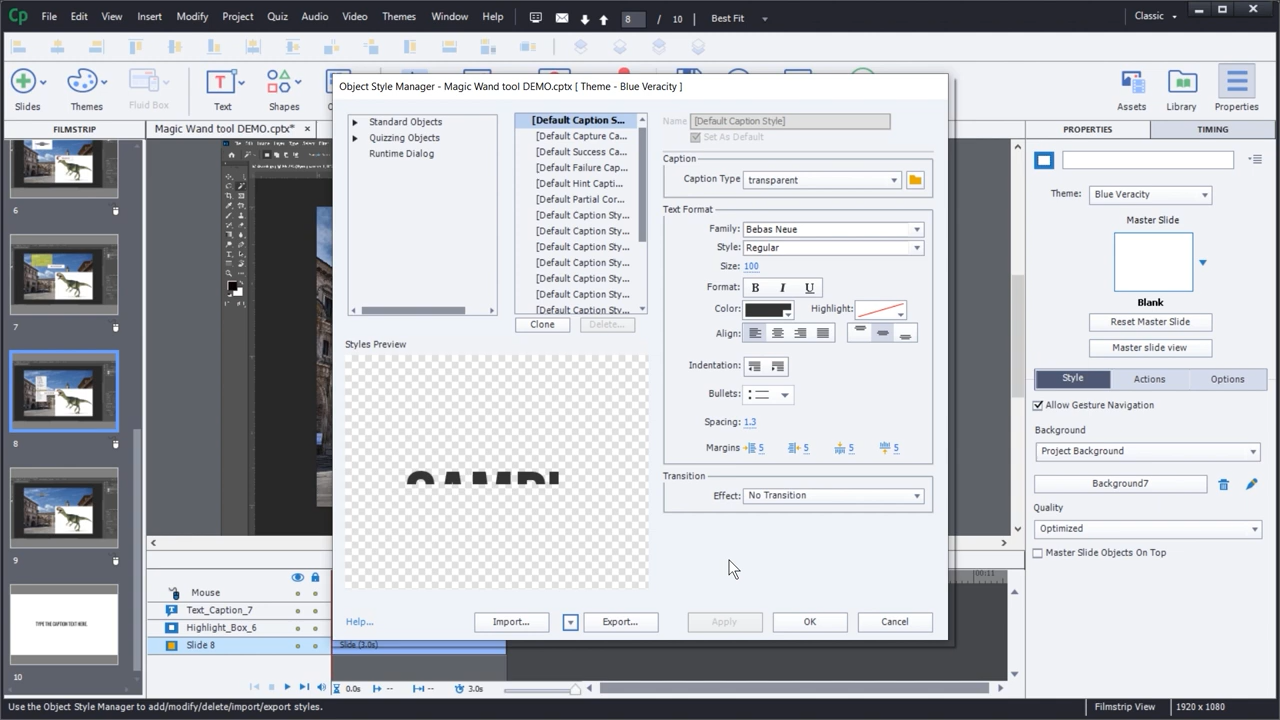 Cp File Edit View Insert Modify Project Quiz Audio Video Themes Window Help 8 / 10 Best Fit Classic
Slides Themes Fluid Box Text Shapes Assets Library Properties
FILMSTRIP
Magic Wand tool DEMO.cptx*
6
7
8
9
TYPE THE CAPTION TEXT HERE.
10
Object Style Manager - Magic Wand tool DEMO.cptx [ Theme - Blue Veracity ]
Standard Objects
Quizzing Objects
Runtime Dialog
[Default Caption S...
[Default Capture Ca...
[Default Success Ca...
[Default Failure Cap...
[Default Hint Capti...
[Default Partial Cor...
[Default Caption Sty...
[Default Caption Sty...
[Default Caption Sty...
[Default Caption Sty...
[Default Caption Sty...
[Default Caption Sty...
[Default Caption Sty...
Clone
Delete...
Styles Preview
Name [Default Caption Style]
Set As Default
Caption
Caption Type transparent
Text Format
Family: Bebas Neue
Style: Regular
Size: 100
Format: B I U
Color: Highlight:
Align:
Indentation:
Bullets:
Spacing: 1.3
Margins 5 5 5 5
Transition
Effect: No Transition
Help... Import... Export... Apply OK Cancel
PROPERTIES TIMING
Theme: Blue Veracity
Master Slide
Blank
Reset Master Slide
Master slide view
Style Actions Options
Allow Gesture Navigation
Background
Project Background
Background7
Quality
Optimized
Master Slide Objects On Top
Mouse
Text_Caption_7
Highlight_Box_6
Slide 8
Slide (3.0s)
00:11
0.0s -- -- 3.0s
Use the Object Style Manager to add/modify/delete/import/export styles.
Filmstrip View 1920 x 1080